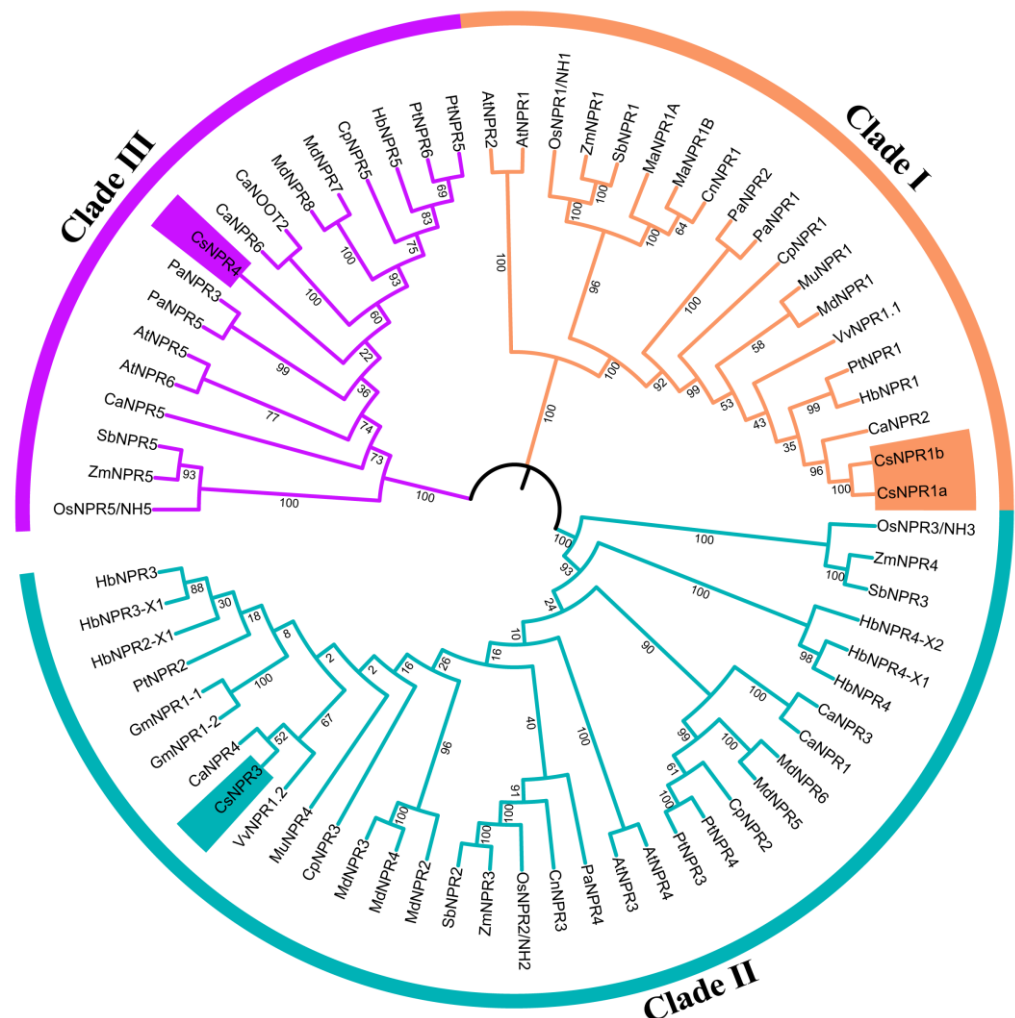 Clade I
Clade II
Clade III
AtNPR2
AtNPR1
OsNPR1/NH1
ZmNPR1
SbNPR1
MaNPR1A
MaNPR1B
CnNPR1
PaNPR2
PaNPR1
CpNPR1
MuNPR1
MdNPR1
VvNPR1.1
PtNPR1
HbNPR1
CaNPR2
CsNPR1b
CsNPR1a
100
100
100
100
96
100
64
100
100
92
99
58
53
43
99
35
96
100
OsNPR3/NH3
ZmNPR4
SbNPR3
HbNPR4-X2
HbNPR4-X1
HbNPR4
CaNPR3
CaNPR1
MdNPR6
MdNPR5
CpNPR2
PtNPR4
PtNPR3
AtNPR4
AtNPR3
PaNPR4
CnNPR3
OsNPR2/NH2
ZmNPR3
SbNPR2
MdNPR2
MdNPR4
MdNPR3
CpNPR3
MuNPR4
VvNPR1.2
CsNPR3
CaNPR4
GmNPR1-2
GmNPR1-1
PtNPR2
HbNPR2-X1
HbNPR3-X1
HbNPR3
100
100
100
93
100
98
24
90
100
99
100
61
100
10
100
16
40
91
100
100
26
96
100
16
2
2
67
52
8
100
18
30
88
OsNPR5/NH5
ZmNPR5
SbNPR5
CaNPR5
AtNPR6
AtNPR5
PaNPR5
PaNPR3
CsNPR4
CaNPR6
CaNOOT2
MdNPR8
MdNPR7
CpNPR5
HbNPR5
PtNPR6
PtNPR5
100
100
93
73
74
77
36
99
22
60
100
93
100
75
83
69